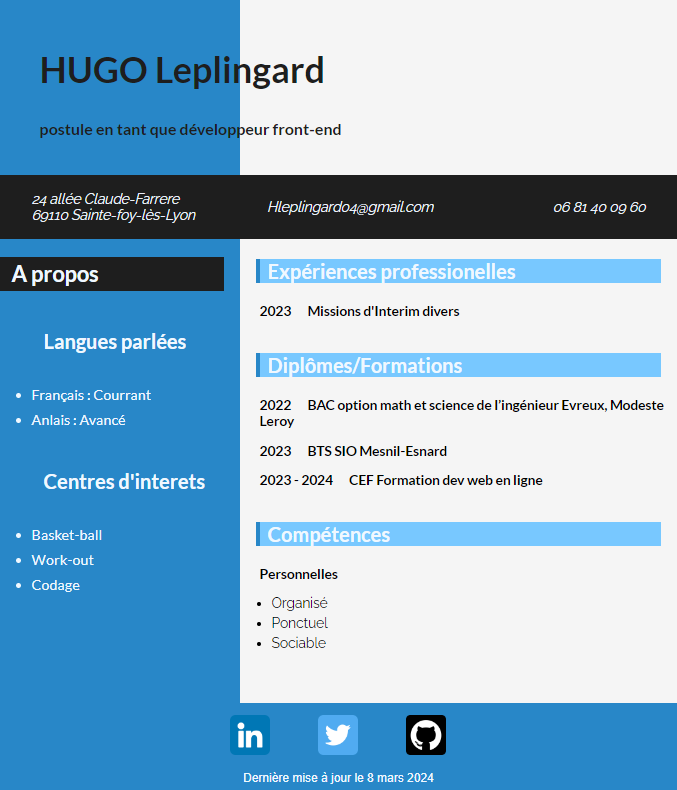 HUGO Leplingard
postule en tant que développeur front-end
24 allée Claude-Farrere
69110 Sainte-foy-lès-Lyon
Hleplingard04@gmail.com
06 81 40 09 60
A propos
Langues parlées
• Français : Courrant
• Anlais : Avancé
Centres d'interets
• Basket-ball
• Work-out
• Codage
Expériences professionelles
2023 Missions d'Interim divers
Diplômes/Formations
2022 BAC option math et science de l’ingénieur Evreux, Modeste
Leroy
2023 BTS SIO Mesnil-Esnard
2023 - 2024 CEF Formation dev web en ligne
Compétences
Personnelles
• Organisé
• Ponctuel
• Sociable
in
Dernière mise à jour le 8 mars 2024